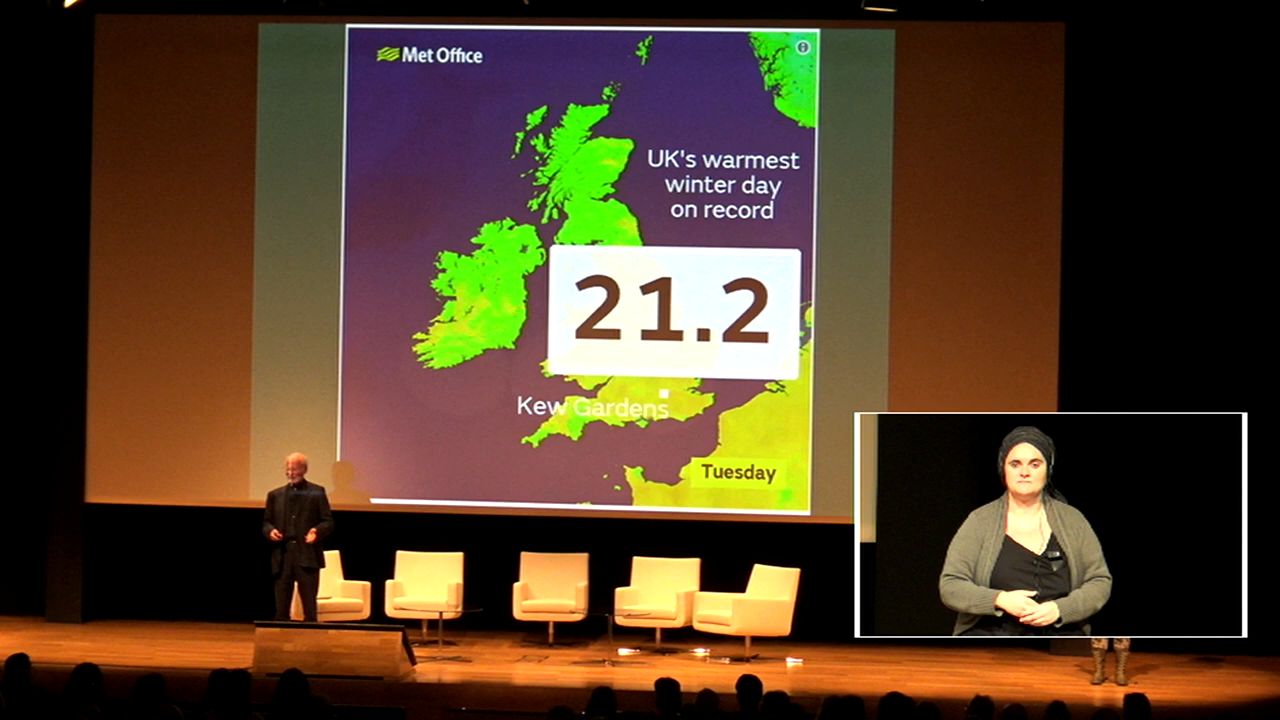 Met Office
UK's warmest
winter day
on record
21.2
Kew Gardens
Tuesday